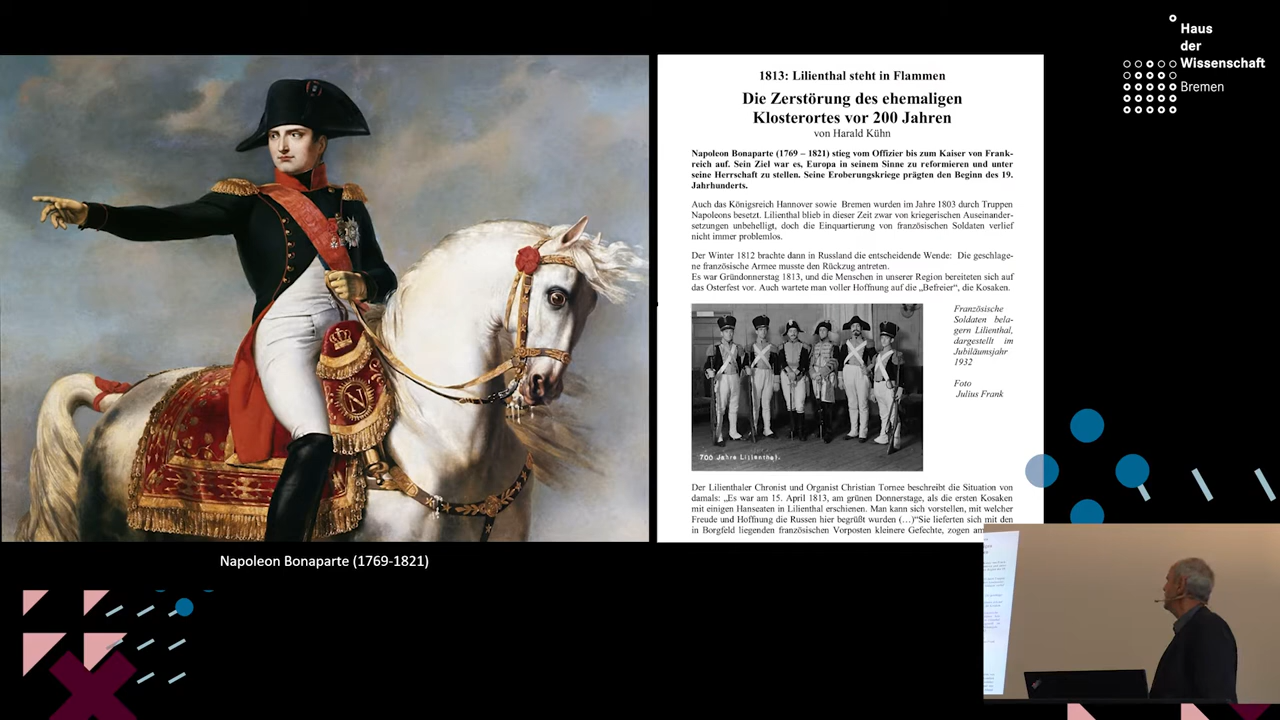 Haus
der
Wissenschaft
Bremen
1813: Lilienthal steht in Flammen
Die Zerstörung des ehemaligen
Klosterortes vor 200 Jahren
von Harald Kühn
Napoleon Bonaparte (1769 – 1821) stieg vom Offizier bis zum Kaiser von Frank-
reich auf. Sein Ziel war es, Europa in seinem Sinne zu reformieren und unter
seine Herrschaft zu stellen. Seine Eroberungskriege prägten den Beginn des 19.
Jahrhunderts.
Auch das Königreich Hannover sowie Bremen wurden im Jahre 1803 durch Truppen
Napoleons besetzt. Lilienthal blieb in dieser Zeit zwar von kriegerischen Auseinander-
setzungen unbehelligt, doch die Einquartierung von französischen Soldaten verlief
nicht immer problemlos.
Der Winter 1812 brachte dann in Russland die entscheidende Wende: Die geschlage-
ne französische Armee musste den Rückzug antreten.
Es war Gründonnerstag 1813, und die Menschen in unserer Region bereiteten sich auf
das Osterfest vor. Auch wartete man voller Hoffnung auf die „Befreier“, die Kosaken.
Französische
Soldaten bela-
gern Lilienthal,
dargestellt im
Jubiläumsjahr
1932
Foto
Julius Frank
700 Jahre Lilienthal.
Der Lilienthaler Chronist und Organist Christian Tornee beschreibt die Situation von
damals: „Es war am 15. April 1813, am grünen Donnerstage, als die ersten Kosaken
mit einigen Hanseaten in Lilienthal erschienen. Man kann sich vorstellen, mit welcher
Freude und Hoffnung die Russen hier begrüßt wurden (…)“Sie lieferten sich mit den
in Borgfeld liegenden französischen Vorposten kleinere Gefechte, zogen
N
Napoleon Bonaparte (1769-1821)